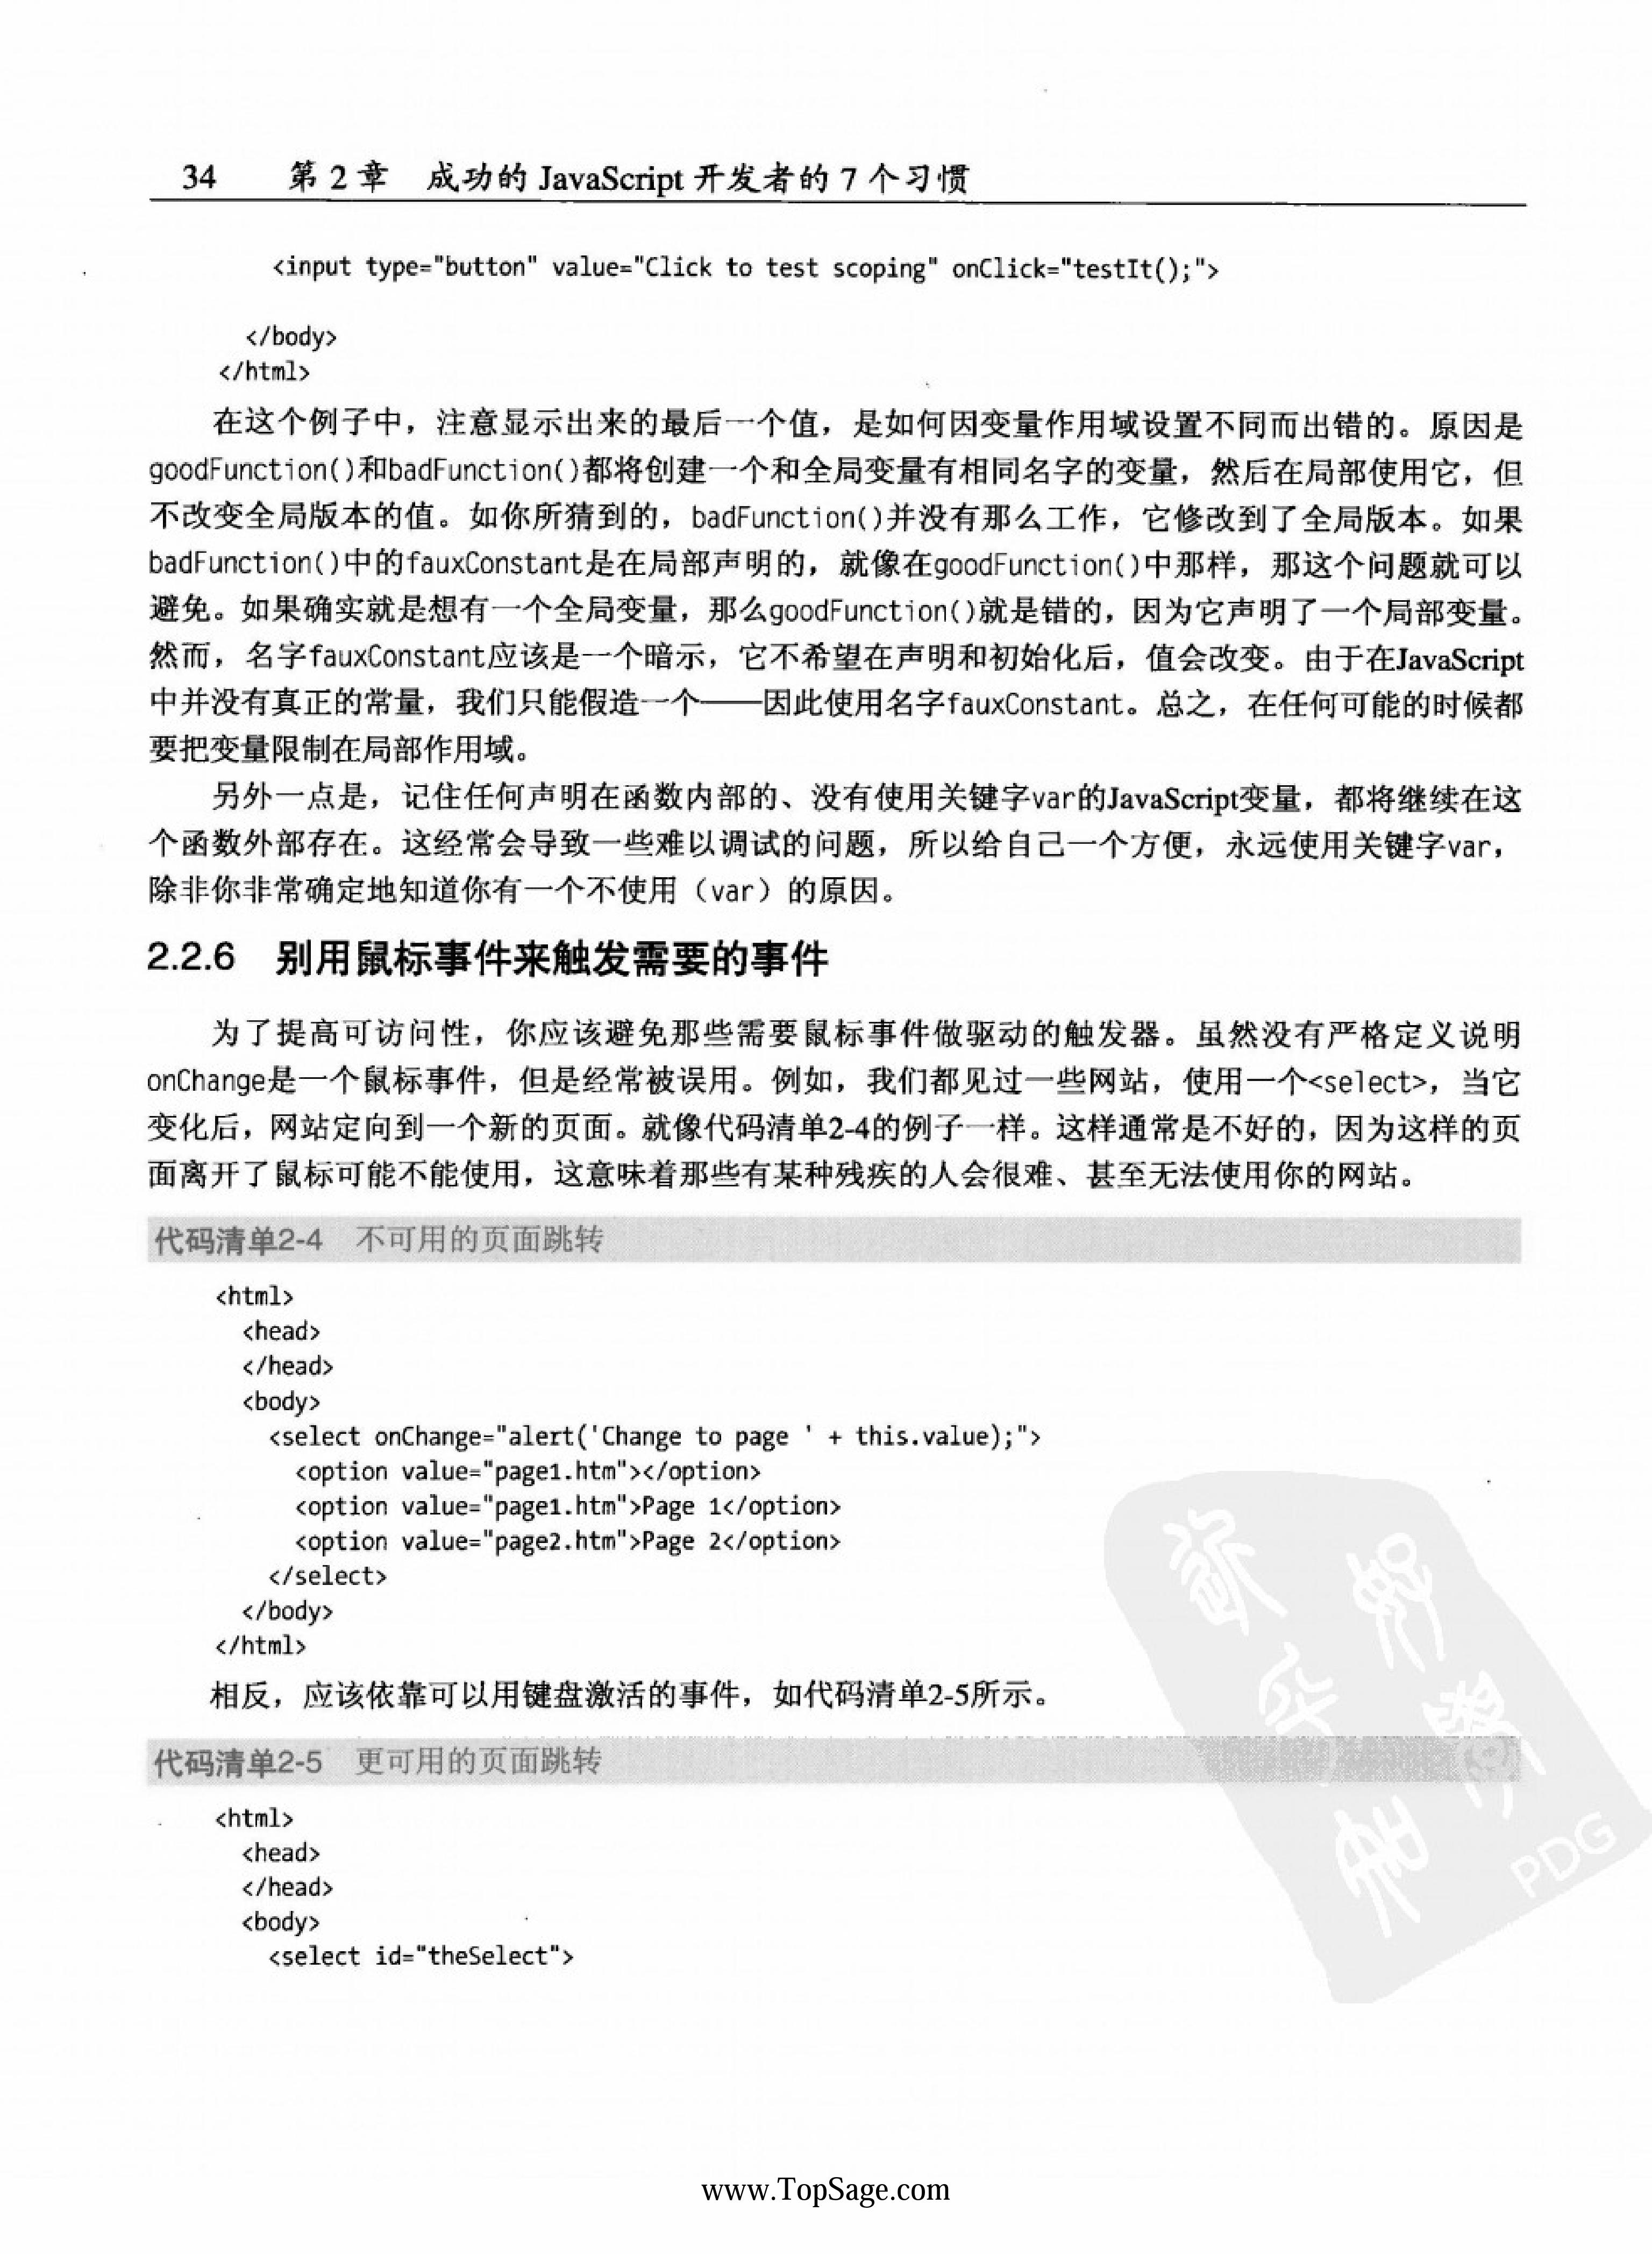 34 第 2 章 成功的 JavaScript 开发者的 7 个习惯
<input type="button" value="Click to test scoping" onClick="testIt();">
</body>
</html>
在这个例子中，注意显示出来的最后一个值，是如何因变量作用域设置不同而出错的。原因是
goodFunction()和badFunction()都将创建一个和全局变量有相同名字的变量，然后在局部使用它，但
不改变全局版本的值。如你所猜到的，badFunction()并没有那么工作，它修改到了全局版本。如果
badFunction()中的fauxConstant是在局部声明的，就像在goodFunction()中那样，那这个问题就可以
避免。如果确实就是想有一个全局变量，那么goodFunction()就是错的，因为它声明了一个局部变量。
然而，名字fauxConstant应该是一个暗示，它不希望在声明和初始化后，值会改变。由于在JavaScript
中并没有真正的常量，我们只能假造一个——因此使用名字fauxConstant。总之，在任何可能的时候都
要把变量限制在局部作用域。
另外一点是，记住任何声明在函数内部的、没有使用关键字var的JavaScript变量，都将继续在这
个函数外部存在。这经常会导致一些难以调试的问题，所以给自己一个方便，永远使用关键字var，
除非你非常确定地知道你有一个不使用（var）的原因。
2.2.6 别用鼠标事件来触发需要的事件
为了提高可访问性，你应该避免那些需要鼠标事件做驱动的触发器。虽然没有严格定义说明
onChange是一个鼠标事件，但是经常被误用。例如，我们都见过一些网站，使用一个<select>，当它
变化后，网站定向到一个新的页面。就像代码清单2-4的例子一样。这样通常是不好的，因为这样的页
面离开了鼠标可能不能使用，这意味着那些有某种残疾的人会很难、甚至无法使用你的网站。
代码清单2-4 不可用的页面跳转
<html>
<head>
</head>
<body>
<select onChange="alert('Change to page ' + this.value);">
<option value="page1.htm"></option>
<option value="page1.htm">Page 1</option>
<option value="page2.htm">Page 2</option>
</select>
</body>
</html>
相反，应该依靠可以用键盘激活的事件，如代码清单2-5所示。
代码清单2-5 更可用的页面跳转
<html>
<head>
</head>
<body>
<select id="theSelect">
PDG
www.TopSage.com